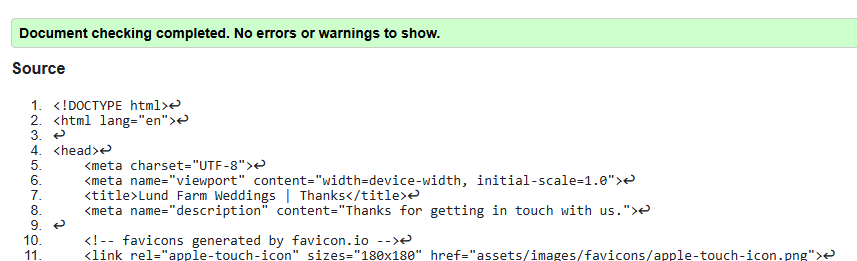 Document checking completed. No errors or warnings to show.
Source
1. <!DOCTYPE html>↩
2. <html lang="en">↩
3. ↩
4. <head>↩
5.     <meta charset="UTF-8">↩
6.     <meta name="viewport" content="width=device-width, initial-scale=1.0">↩
7.     <title>Lund Farm Weddings | Thanks</title>↩
8.     <meta name="description" content="Thanks for getting in touch with us.">↩
9. ↩
10.     <!-- favicons generated by favicon.io -->↩
11.     <link rel="apple-touch-icon" sizes="180x180" href="assets/images/favicons/apple-touch-icon.png">↩